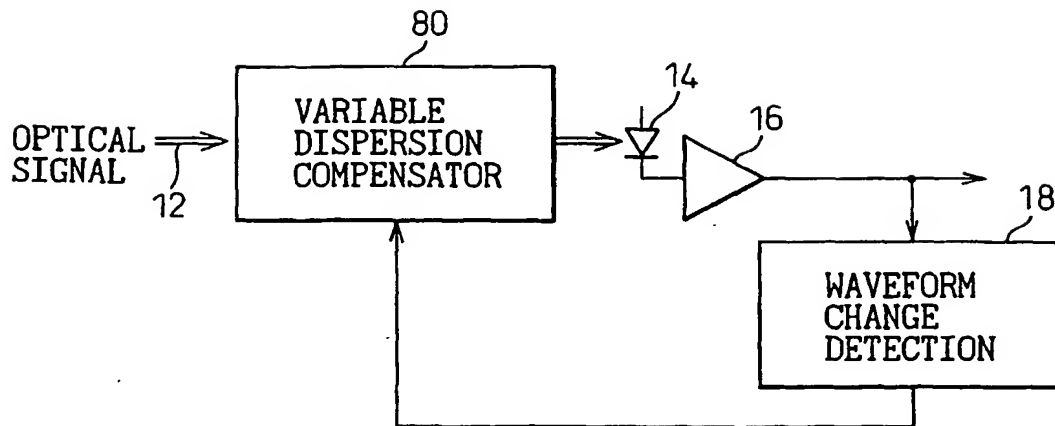 80
14
16
OPTICAL
SIGNAL
12
VARIABLE
DISPERSION
COMPENSATOR
18
WAVEFORM
CHANGE
DETECTION